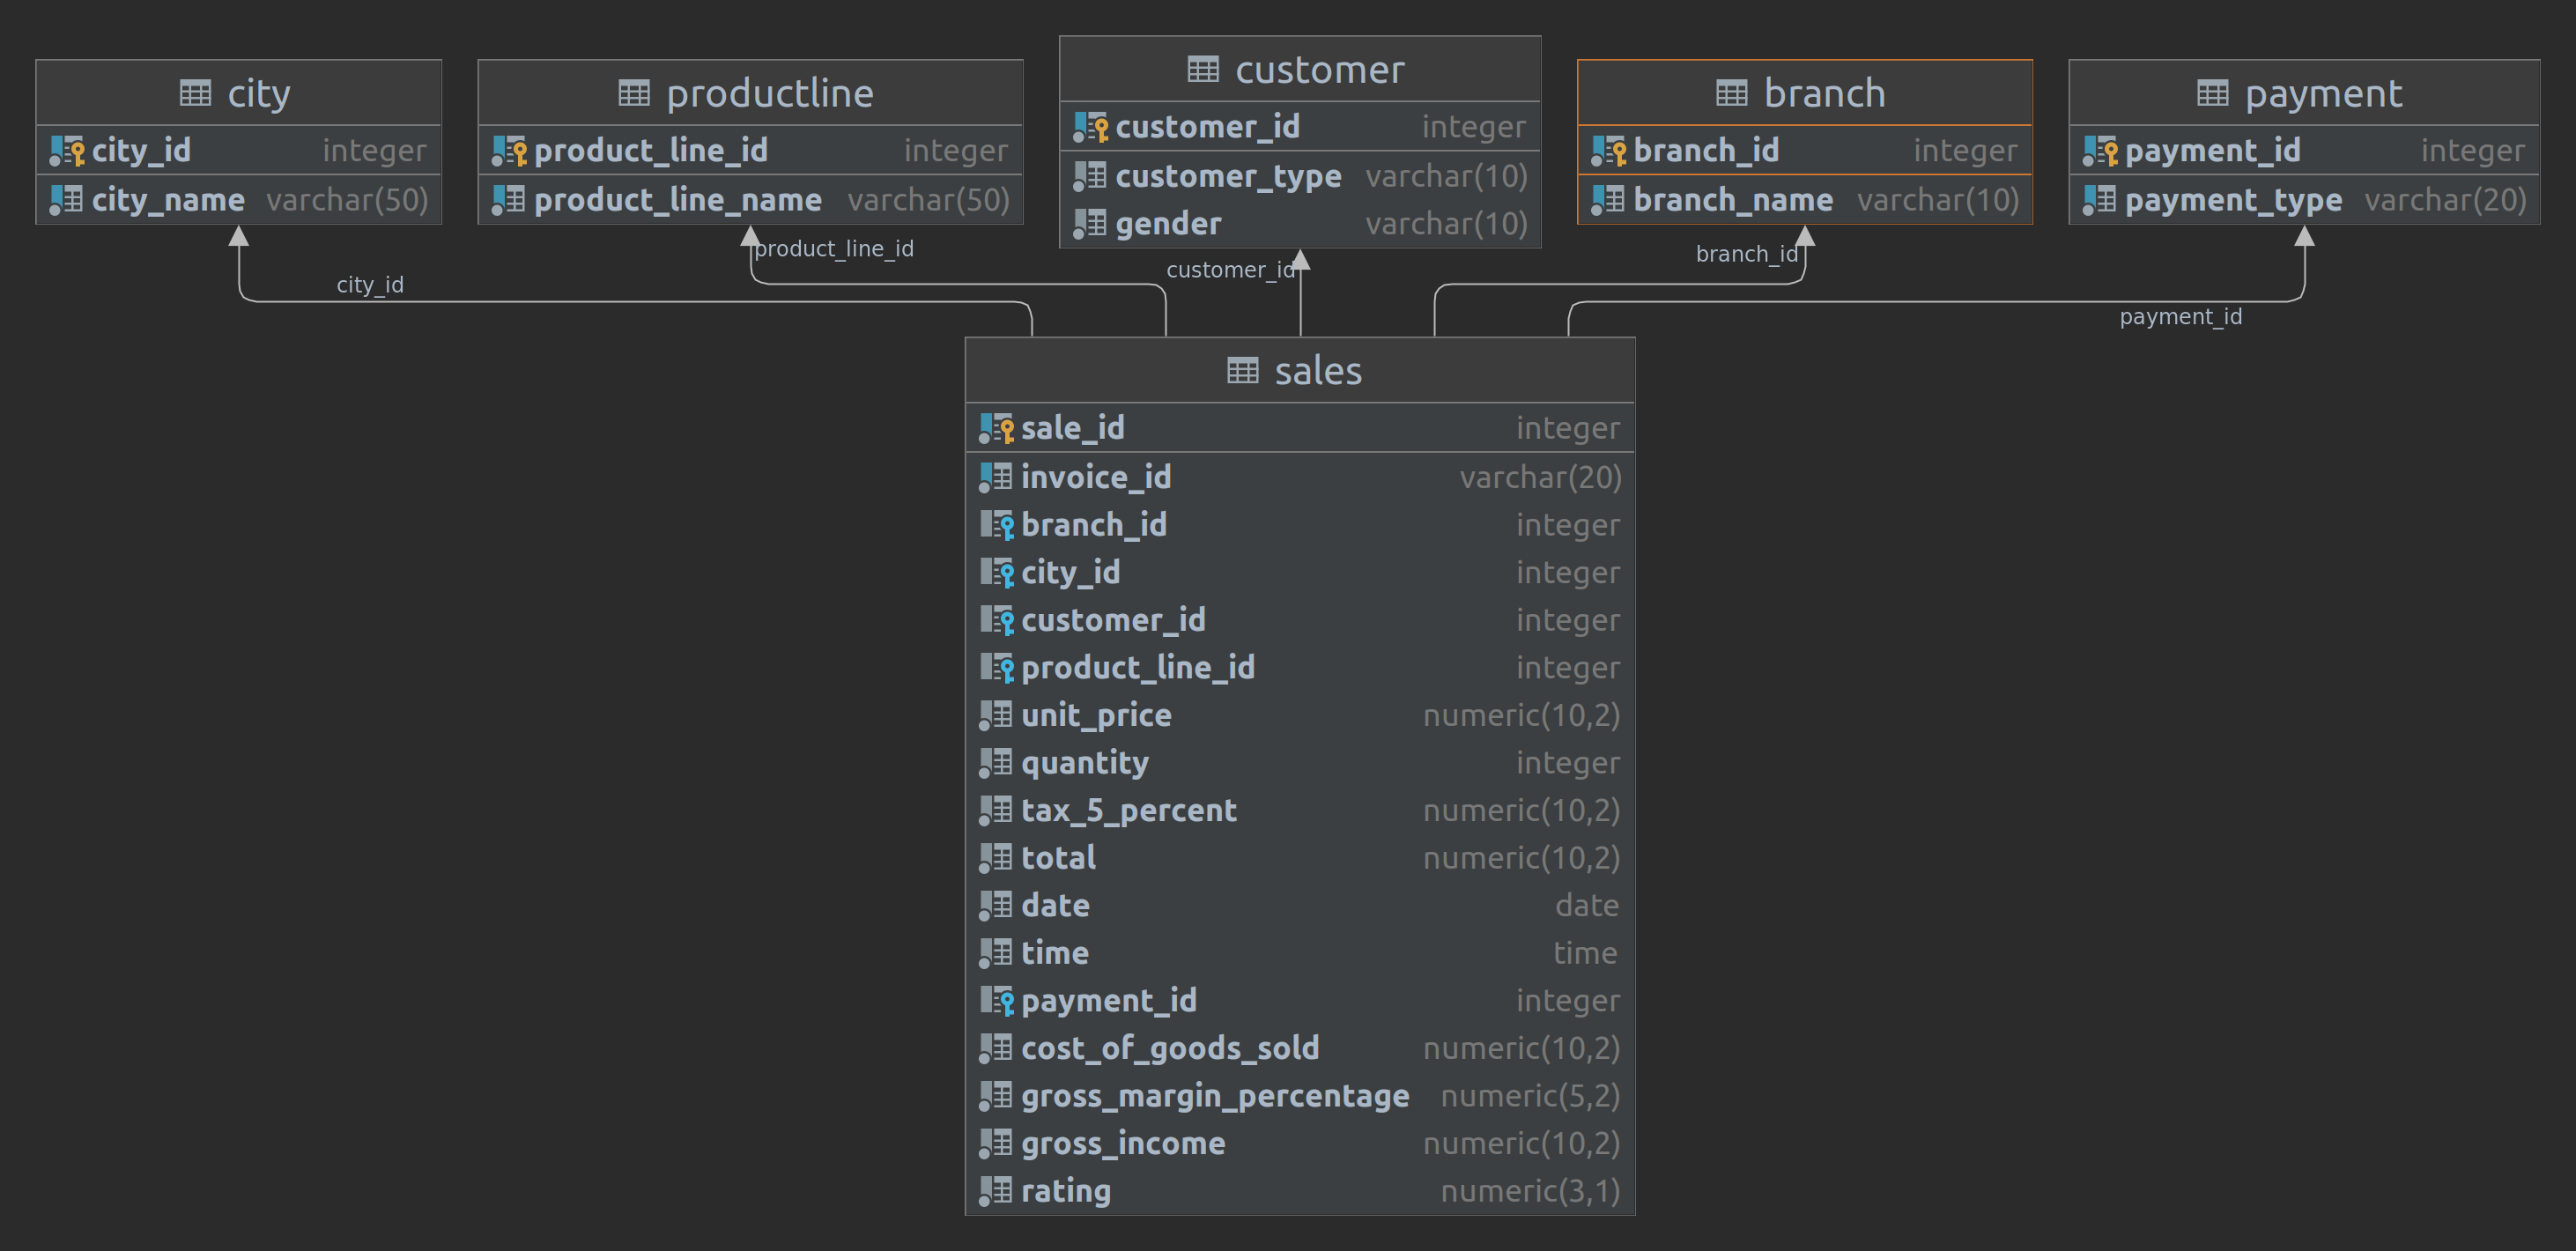 city
city_id integer
city_name varchar(50)
productline
product_line_id integer
product_line_name varchar(50)
customer
customer_id integer
customer_type varchar(10)
gender varchar(10)
branch
branch_id integer
branch_name varchar(10)
payment
payment_id integer
payment_type varchar(20)
city_id
product_line_id
customer_id
branch_id
payment_id
sales
sale_id integer
invoice_id varchar(20)
branch_id integer
city_id integer
customer_id integer
product_line_id integer
unit_price numeric(10,2)
quantity integer
tax_5_percent numeric(10,2)
total numeric(10,2)
date date
time time
payment_id integer
cost_of_goods_sold numeric(10,2)
gross_margin_percentage numeric(5,2)
gross_income numeric(10,2)
rating numeric(3,1)